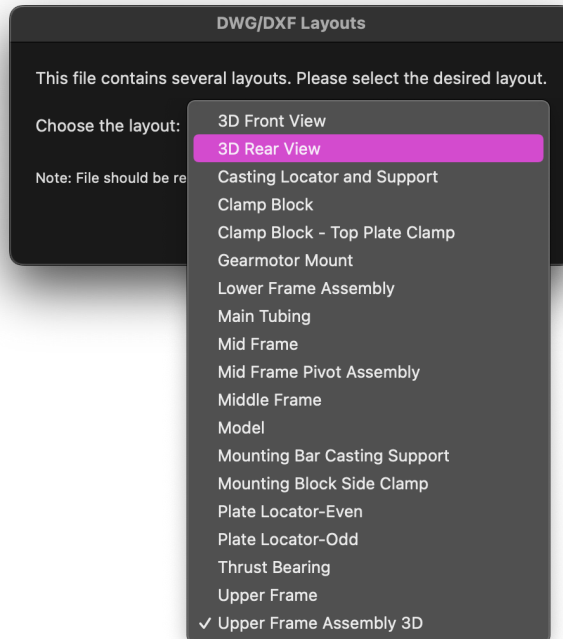 DWG/DXF Layouts
This file contains several layouts. Please select the desired layout.
Choose the layout:
3D Front View
3D Rear View
Note: File should be re
Casting Locator and Support
Clamp Block
Clamp Block - Top Plate Clamp
Gearmotor Mount
Lower Frame Assembly
Main Tubing
Mid Frame
Mid Frame Pivot Assembly
Middle Frame
Model
Mounting Bar Casting Support
Mounting Block Side Clamp
Plate Locator-Even
Plate Locator-Odd
Thrust Bearing
Upper Frame
✓ Upper Frame Assembly 3D